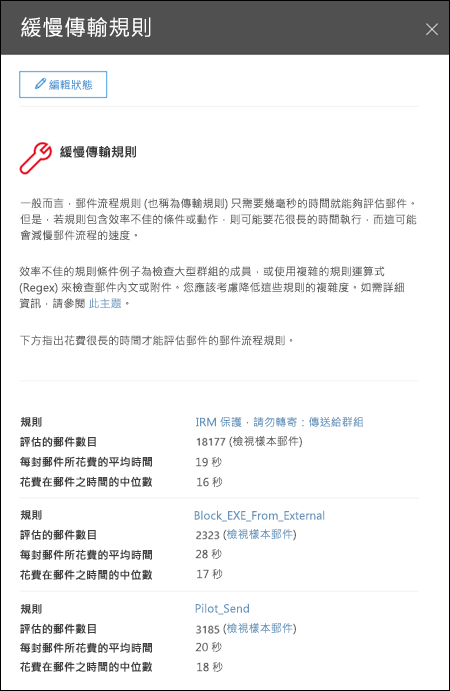 緩慢傳輸規則
編輯狀態
緩慢傳輸規則
一般而言，郵件流程規則 (也稱為傳輸規則) 只需要幾毫秒的時間就能夠評估郵件。
但是，若規則包含效率不佳的條件或動作，則可能要花很長的時間執行，而這可能
會減慢郵件流程的速度。
效率不佳的規則條件例子為檢查大型群組的成員，或使用複雜的規則運算式
(Regex) 來檢查郵件內文或附件。您應該考慮降低這些規則的複雜度。如需詳細
資訊，請參閱 此主題。
下方指出花費很長的時間才能評估郵件的郵件流程規則。
規則 IRM 保護，請勿轉寄：傳送給群組
評估的郵件數目 18177 (檢視樣本郵件)
每封郵件所花費的平均時間 19 秒
花費在郵件之時間的中位數 16 秒
規則 Block_EXE_From_External
評估的郵件數目 2323 (檢視樣本郵件)
每封郵件所花費的平均時間 28 秒
花費在郵件之時間的中位數 17 秒
規則 Pilot_Send
評估的郵件數目 3185 (檢視樣本郵件)
每封郵件所花費的平均時間 20 秒
花費在郵件之時間的中位數 18 秒